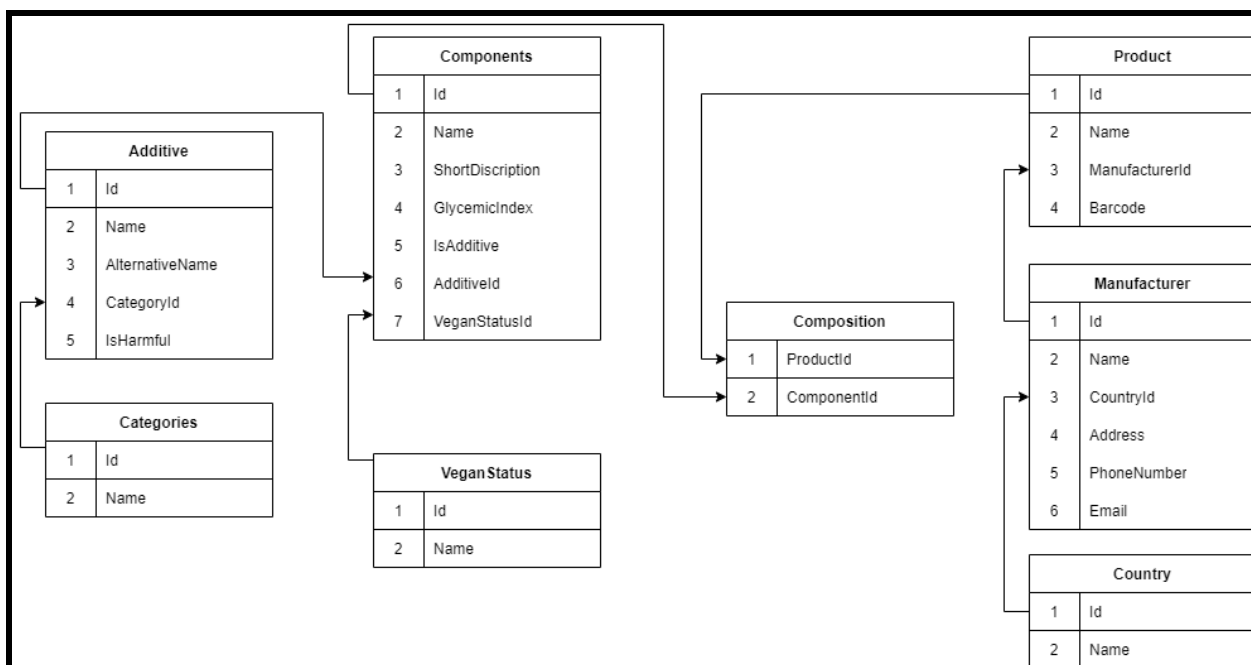 Components
1 Id
2 Name
3 ShortDiscription
4 GlycemicIndex
5 IsAdditive
6 AdditiveId
7 VeganStatusId
Additive
1 Id
2 Name
3 AlternativeName
4 CategoryId
5 IsHarmful
Categories
1 Id
2 Name
VeganStatus
1 Id
2 Name
Composition
1 ProductId
2 ComponentId
Product
1 Id
2 Name
3 ManufacturerId
4 Barcode
Manufacturer
1 Id
2 Name
3 CountryId
4 Address
5 PhoneNumber
6 Email
Country
1 Id
2 Name